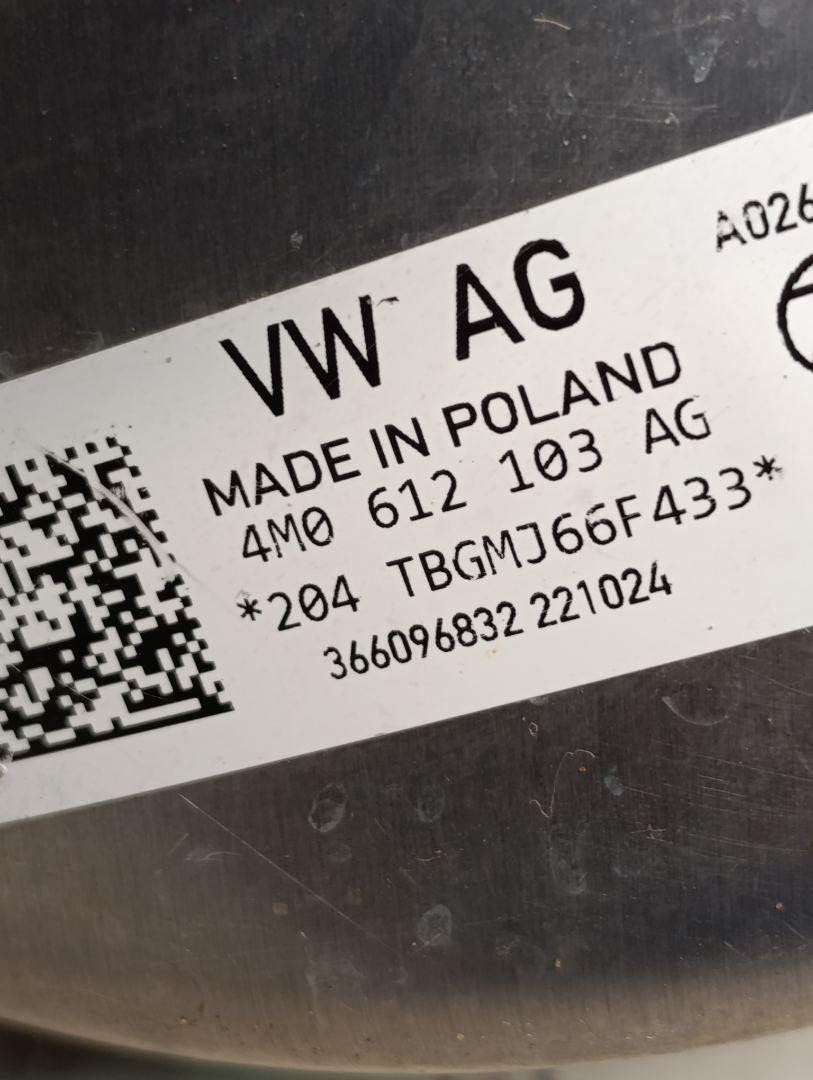 A026
VW AG
MADE IN POLAND
4M0 612 103 AG
*204 TBGMJ66F433*
366096832 221024